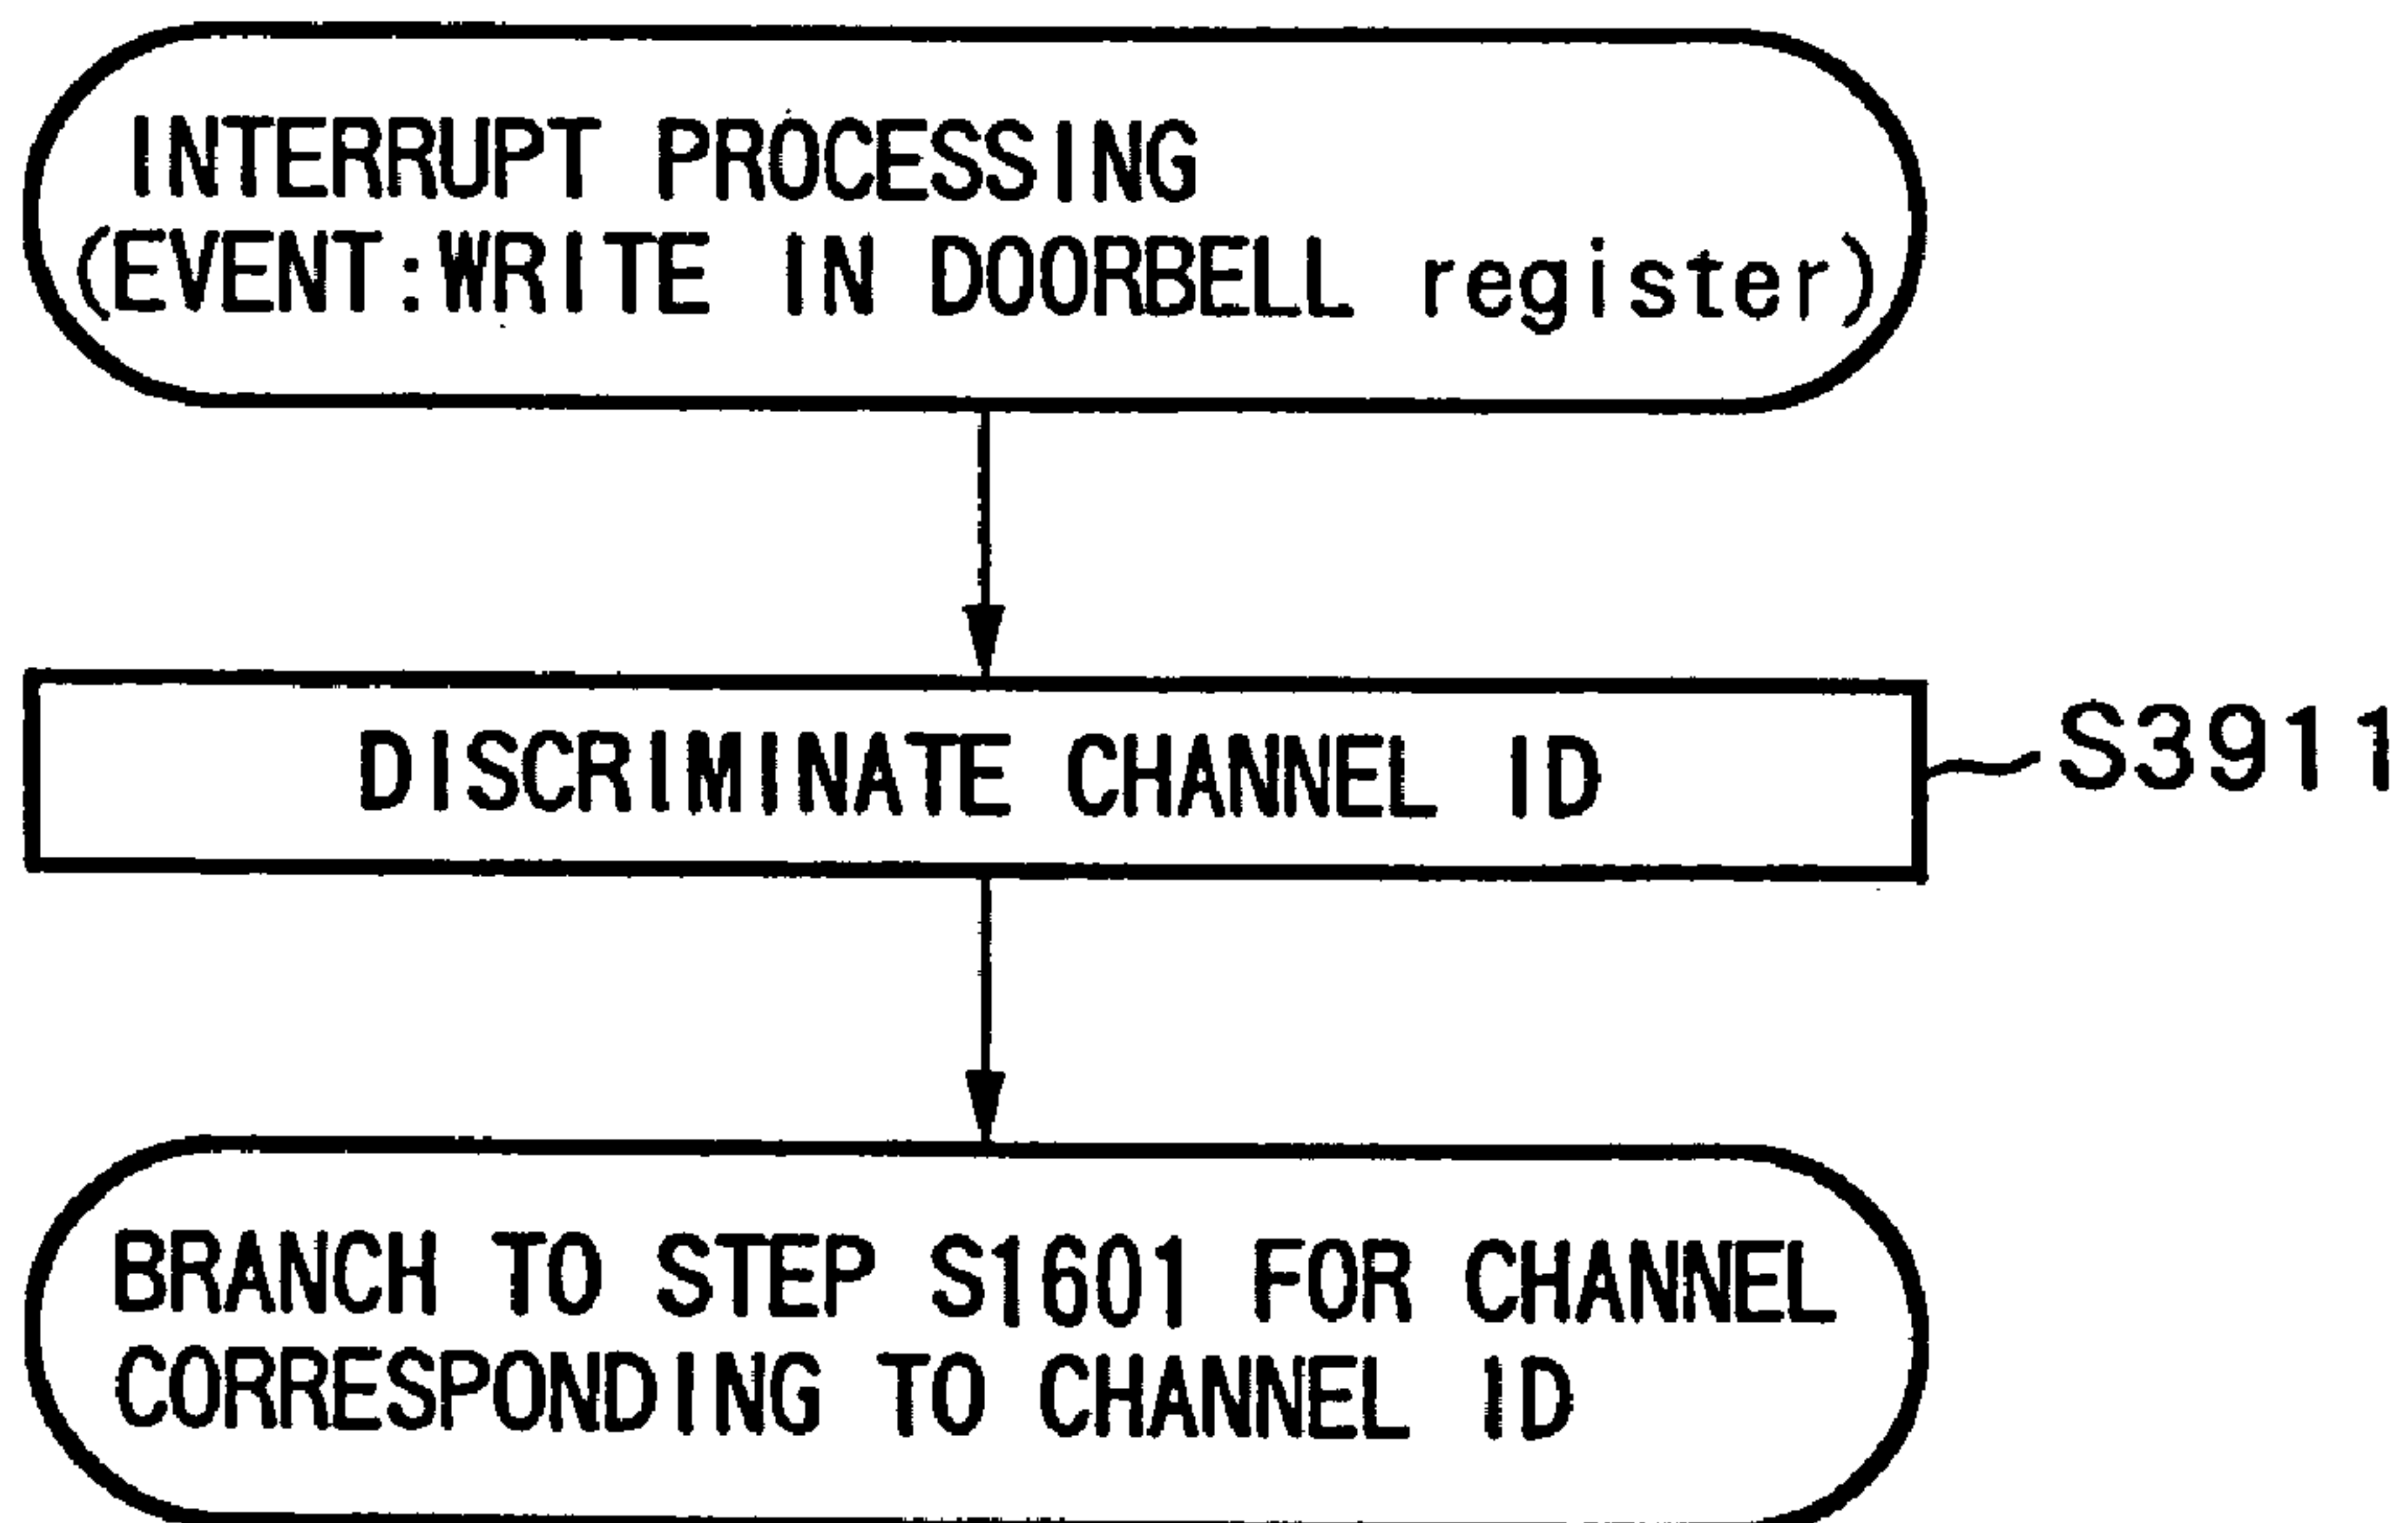 INTERRUPT PROCESSING
(EVENT:WRITE IN DOORBELL register)
DISCRIMINATE CHANNEL ID
S3911
BRANCH TO STEP S1601 FOR CHANNEL
CORRESPONDING TO CHANNEL ID